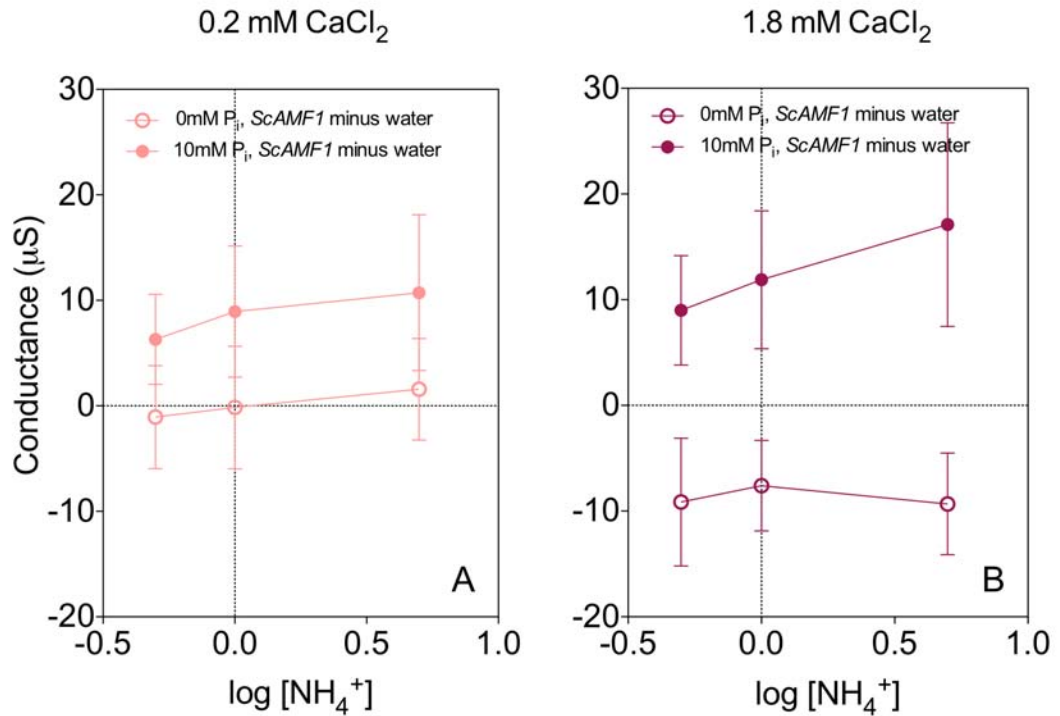 0.2 mM CaCl₂
1.8 mM CaCl₂
Conductance (μS)
30
20
10
0
-10
-20
0mM Pᵢ, ScAMF1 minus water
10mM Pᵢ, ScAMF1 minus water
A
-0.5 0.0 0.5 1.0
log [NH₄⁺]
30
20
10
0
-10
-20
0mM Pᵢ, ScAMF1 minus water
10mM Pᵢ, ScAMF1 minus water
B
-0.5 0.0 0.5 1.0
log [NH₄⁺]